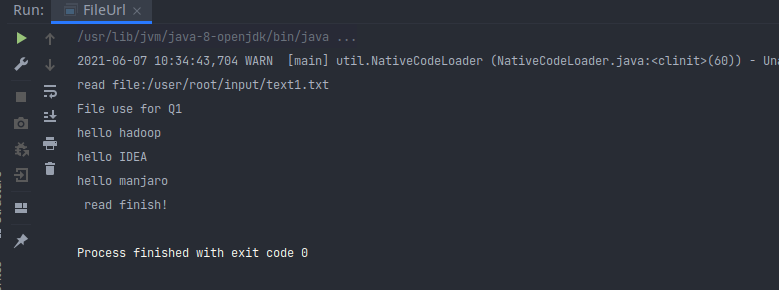 Run: FileUrl
/usr/lib/jvm/java-8-openjdk/bin/java ...
2021-06-07 10:34:43,704 WARN  [main] util.NativeCodeLoader (NativeCodeLoader.java:<clinit>(60)) - Una
read file:/user/root/input/text1.txt
File use for Q1
hello hadoop
hello IDEA
hello manjaro
 read finish!
Process finished with exit code 0